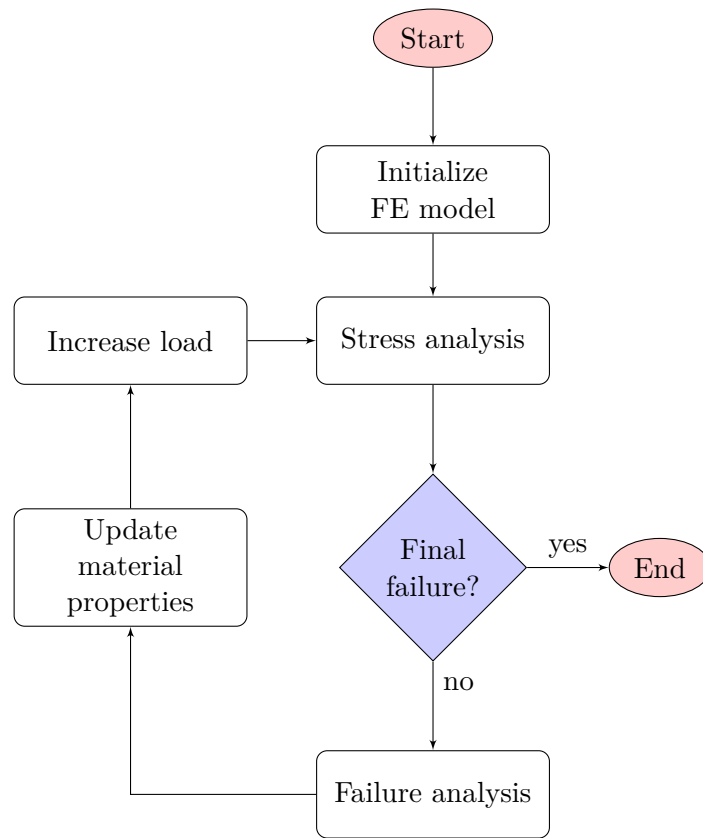 Start
Initialize
FE model
Increase load
Stress analysis
Update
material
properties
Final
failure?
yes
End
no
Failure analysis